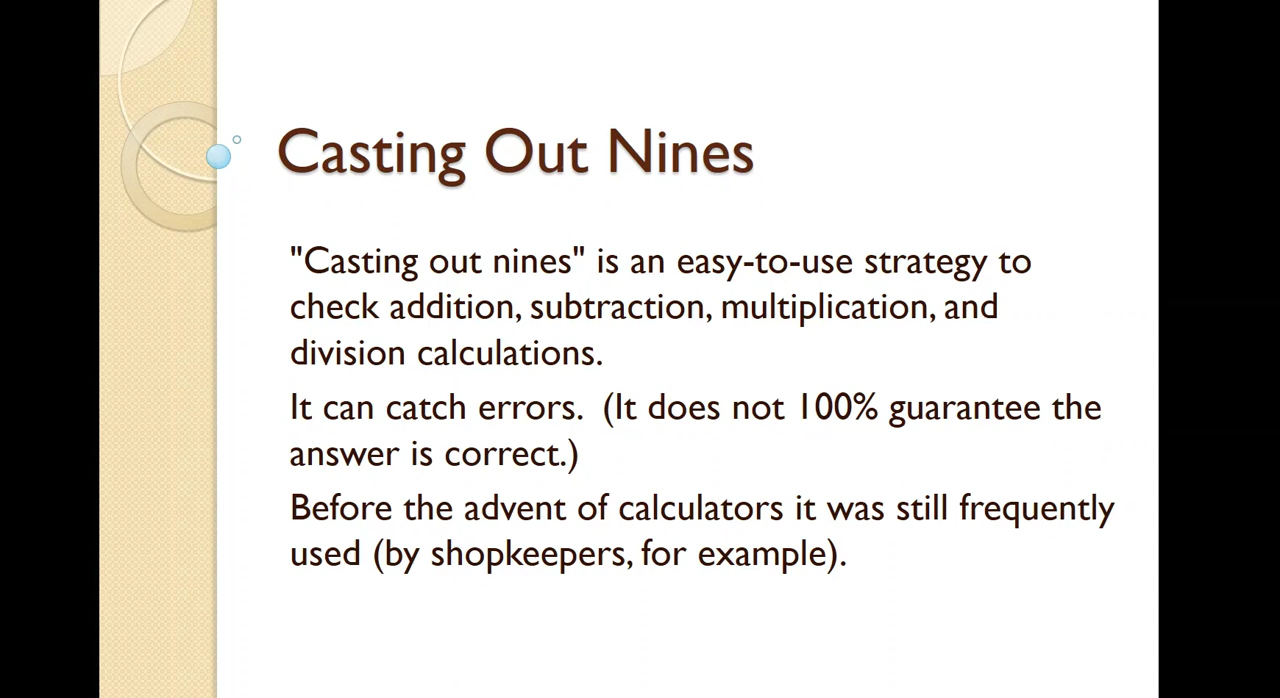 Casting Out Nines
"Casting out nines" is an easy-to-use strategy to
check addition, subtraction, multiplication, and
division calculations.
It can catch errors.  (It does not 100% guarantee the
answer is correct.)
Before the advent of calculators it was still frequently
used (by shopkeepers, for example).